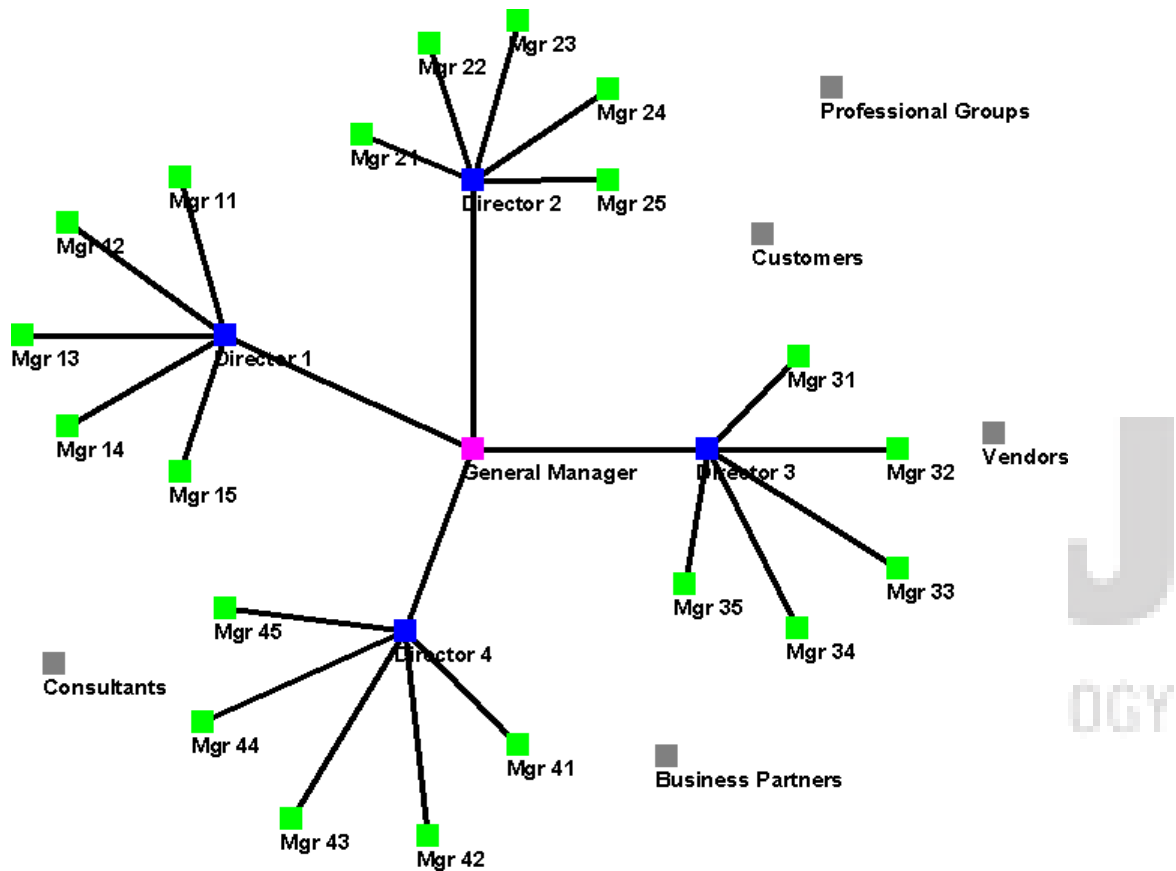 Mgr 23
Mgr 22
Professional Groups
Mgr 24
Mgr 21
Mgr 11
Director 2
Mgr 25
Mgr 12
Customers
Mgr 13
Director 1
Mgr 31
Mgr 14
Vendors
General Manager
Director 3
Mgr 32
Mgr 15
Mgr 33
Mgr 35
Mgr 45
Mgr 34
Director 4
Consultants
OGY
Mgr 44
Mgr 41
Business Partners
Mgr 43
Mgr 42